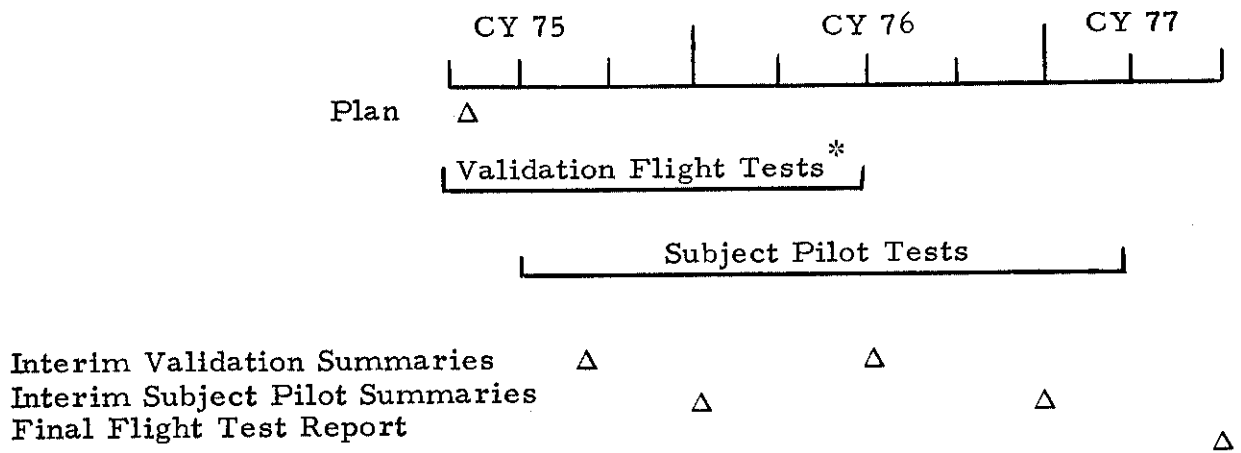 CY 75 CY 76 CY 77
Plan Δ
Validation Flight Tests*
Subject Pilot Tests
Interim Validation Summaries Δ Δ
Interim Subject Pilot Summaries Δ Δ
Final Flight Test Report Δ